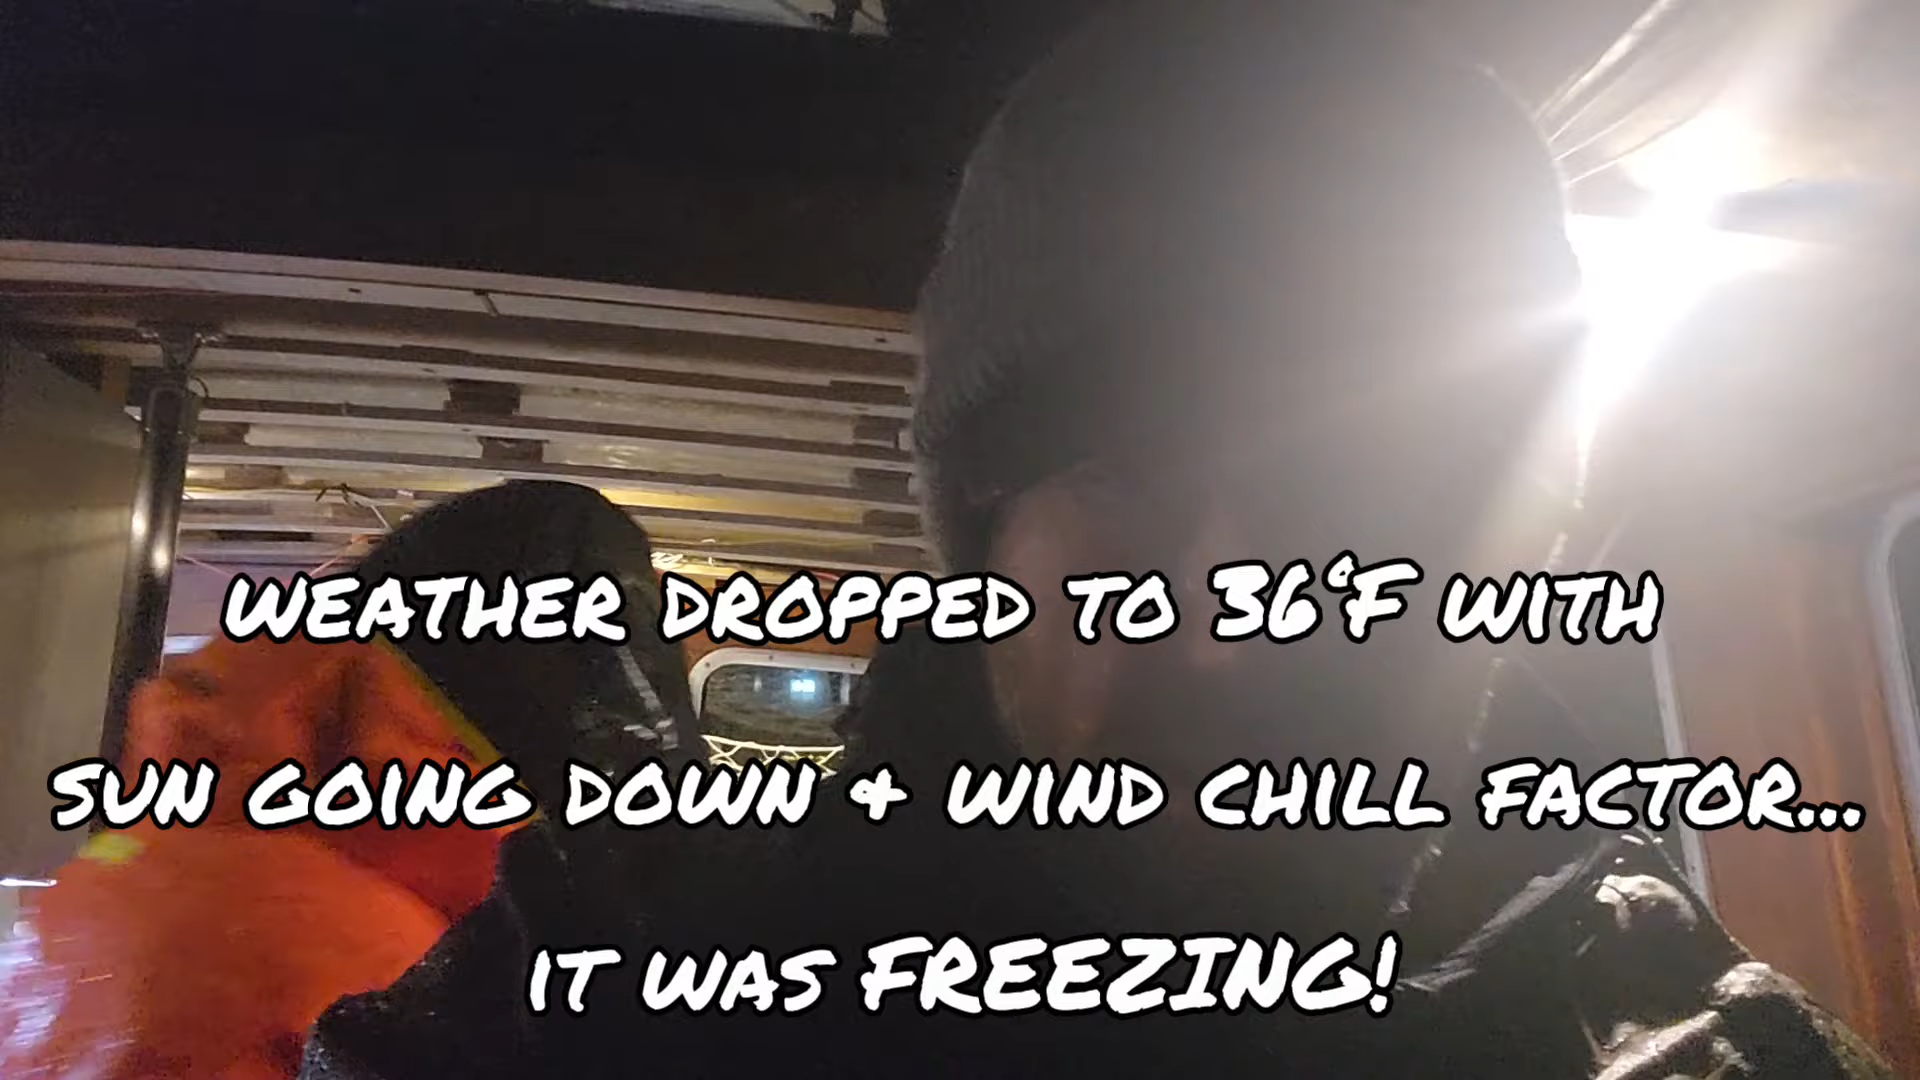 WEATHER DROPPED TO 36°F WITH
SUN GOING DOWN & WIND CHILL FACTOR...
IT WAS FREEZING!